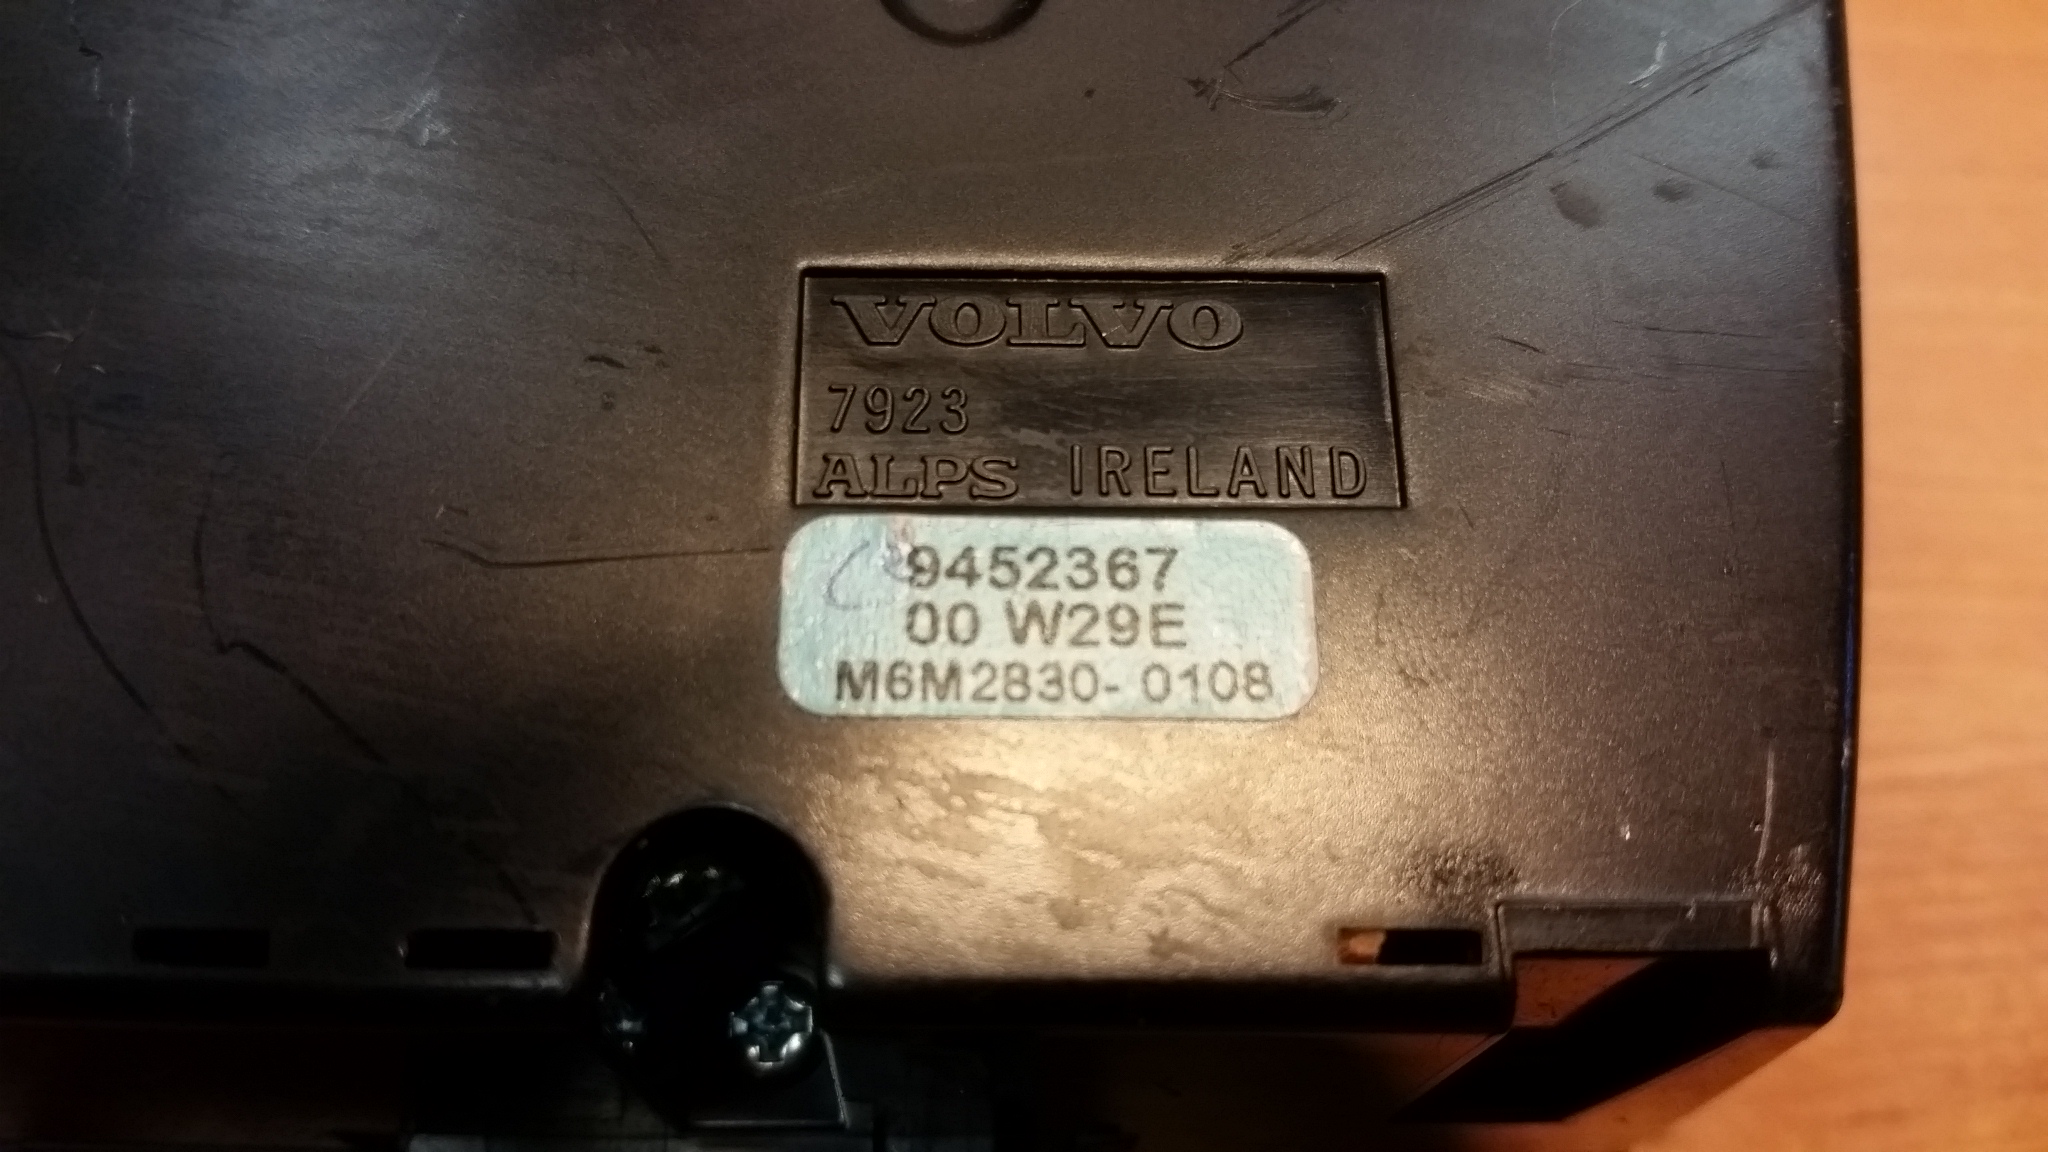 VOLVO
7923
ALPS IRELAND
9452367
00 W29E
M6M2830- 0108